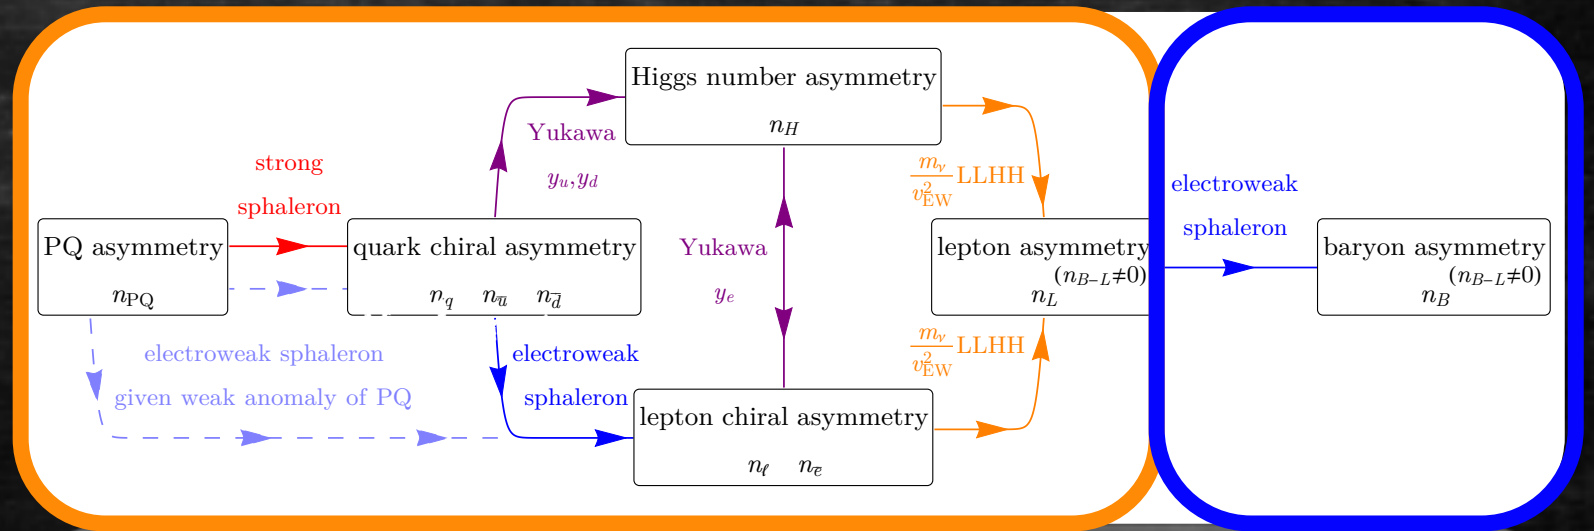 Higgs number asymmetry
n_H
Yukawa
y_u,y_d
strong
sphaleron
PQ asymmetry
n_PQ
quark chiral asymmetry
n_q n_ū n_d̄
Yukawa
y_e
m_ν/v²_EW LLHH
lepton asymmetry
(n_B−L≠0)
n_L
electroweak
sphaleron
baryon asymmetry
(n_B−L≠0)
n_B
electroweak sphaleron
given weak anomaly of PQ
electroweak
sphaleron
m_ν/v²_EW LLHH
lepton chiral asymmetry
n_ℓ n_ē